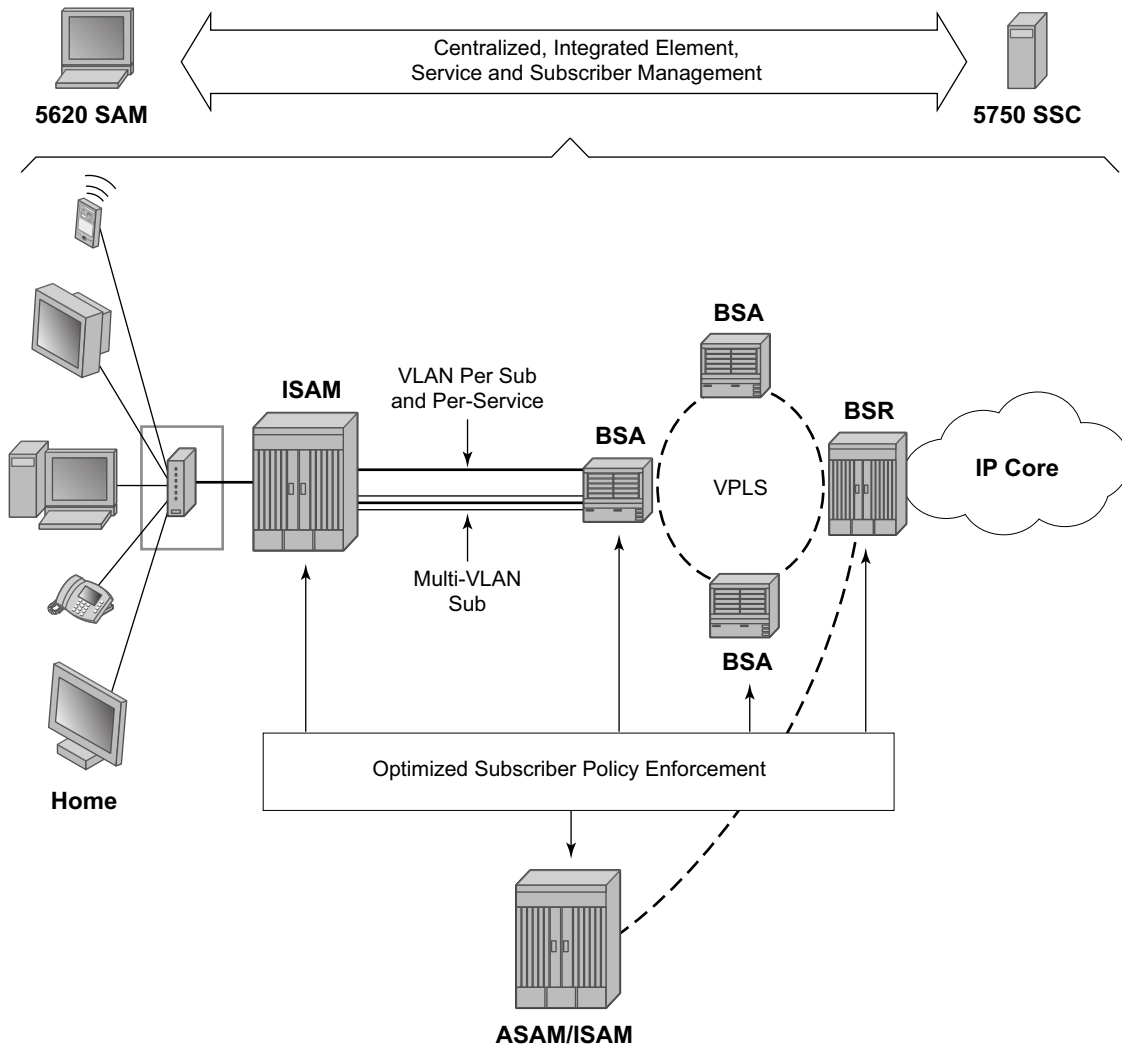 Centralized, Integrated Element,
Service and Subscriber Management
5620 SAM
5750 SSC
BSA
ISAM
VLAN Per Sub
and Per-Service
BSA
BSR
IP Core
VPLS
Multi-VLAN
Sub
BSA
Optimized Subscriber Policy Enforcement
Home
ASAM/ISAM